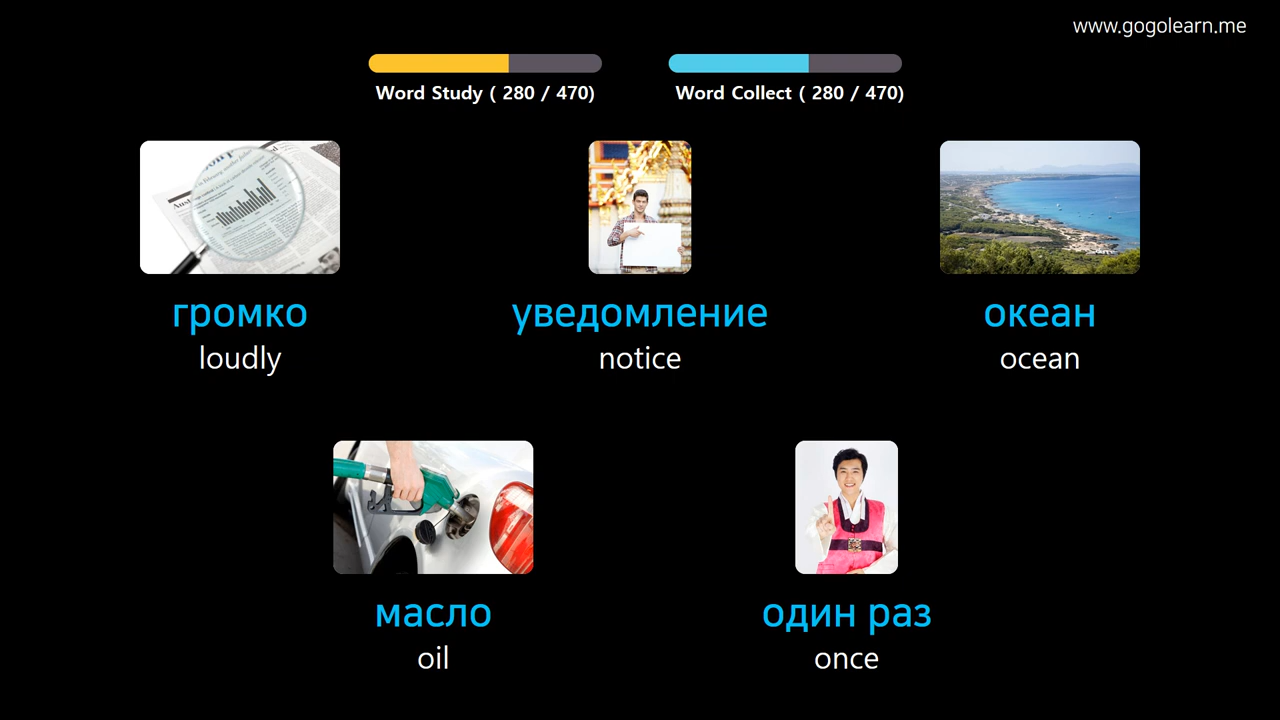 www.gogolearn.me
Word Study ( 280 / 470)
Word Collect ( 280 / 470)
громко
loudly
уведомление
notice
океан
ocean
масло
oil
один раз
once